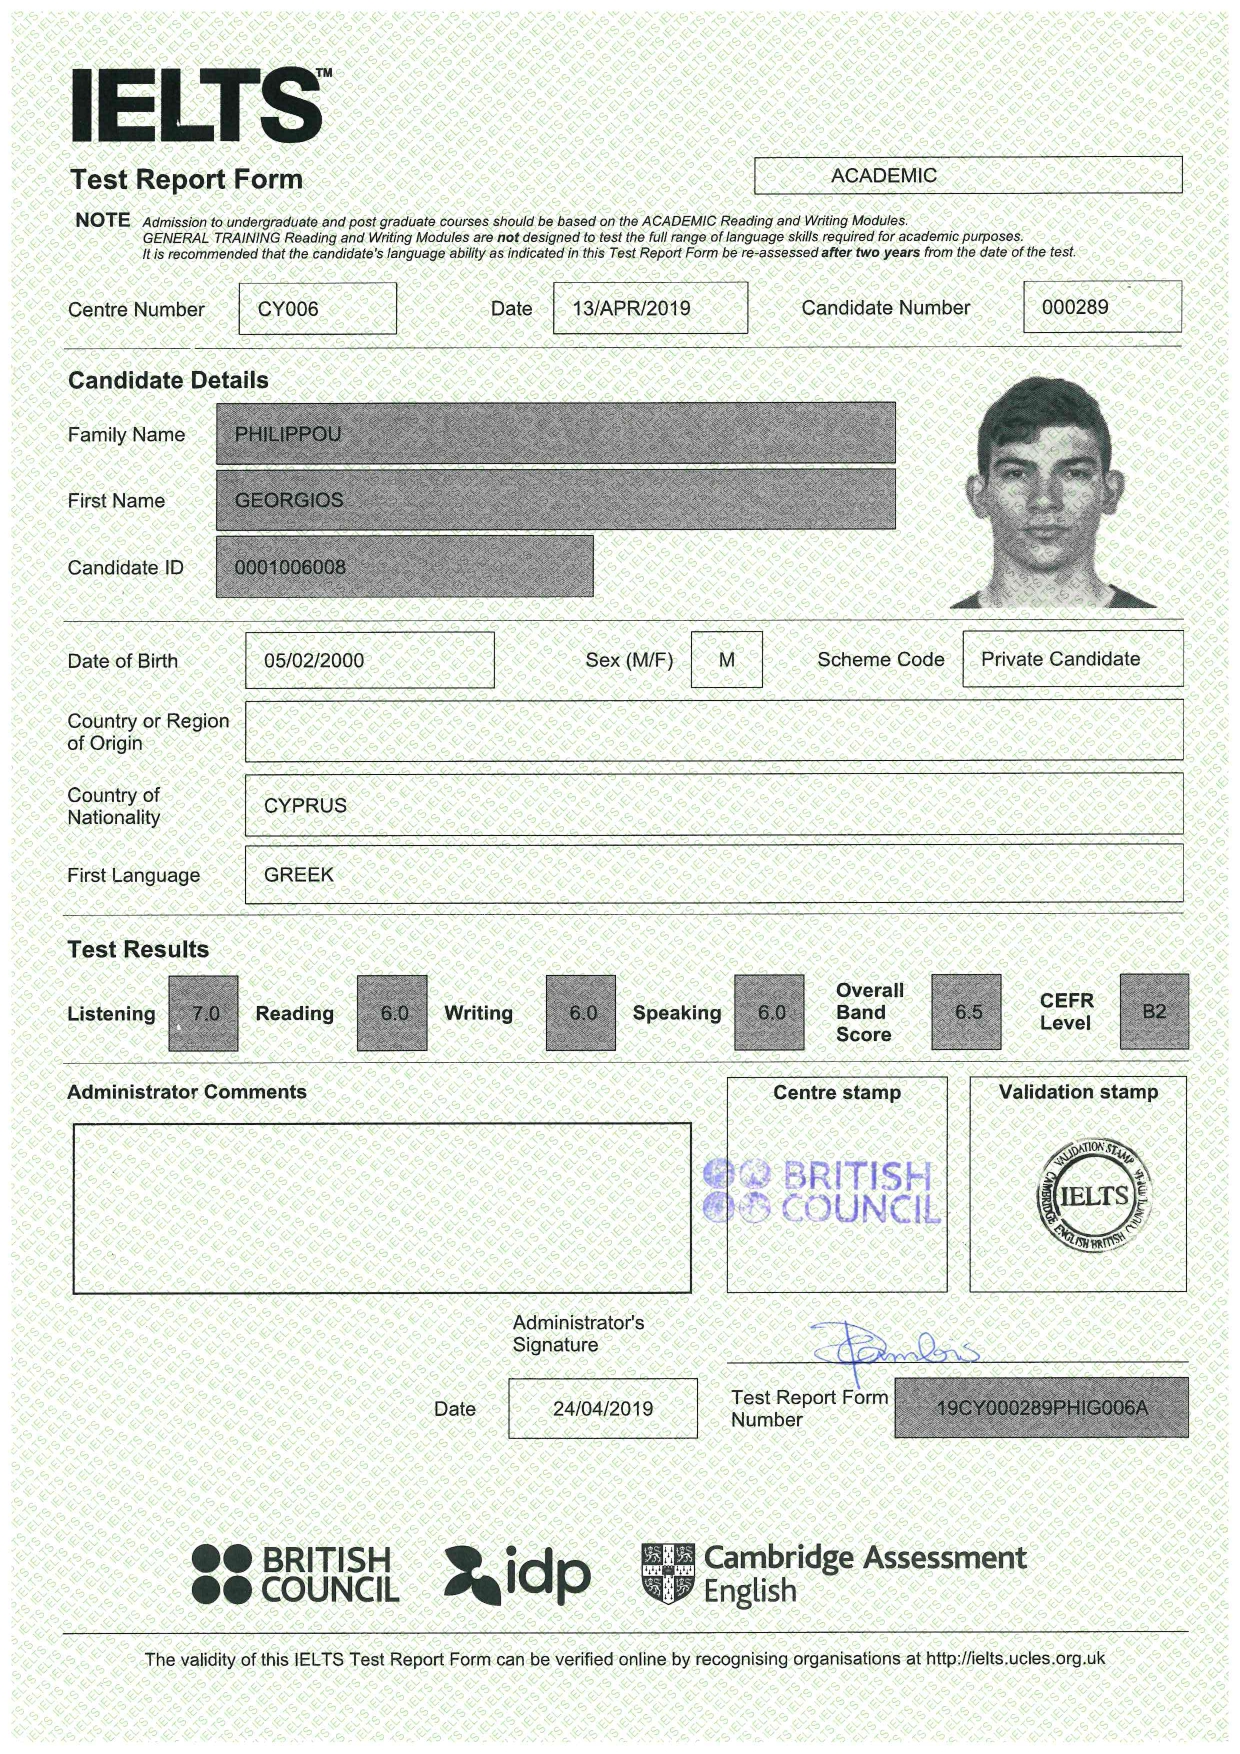 IELTS™
Test Report Form
ACADEMIC
NOTE Admission to undergraduate and post graduate courses should be based on the ACADEMIC Reading and Writing Modules.
GENERAL TRAINING Reading and Writing Modules are not designed to test the full range of language skills required for academic purposes.
It is recommended that the candidate's language ability as indicated in this Test Report Form be re-assessed after two years from the date of the test.
Centre Number CY006 Date 13/APR/2019 Candidate Number 000289
Candidate Details
Family Name PHILIPPOU
First Name GEORGIOS
Candidate ID 0001006008
Date of Birth 05/02/2000 Sex (M/F) M Scheme Code Private Candidate
Country or Region
of Origin
Country of
Nationality
CYPRUS
First Language GREEK
Test Results
Listening 7.0 Reading 6.0 Writing 6.0 Speaking 6.0 Overall Band Score 6.5 CEFR Level B2
Administrator Comments
Centre stamp
BRITISH
COUNCIL
Validation stamp
VALIDATION STAMP
IELTS
CAMBRIDGE ENGLISH BRITISH COUNCIL
Administrator's
Signature
Date 24/04/2019
Test Report Form
Number
19CY000289PHIG006A
BRITISH
COUNCIL
idp
Cambridge Assessment
English
The validity of this IELTS Test Report Form can be verified online by recognising organisations at http://ielts.ucles.org.uk